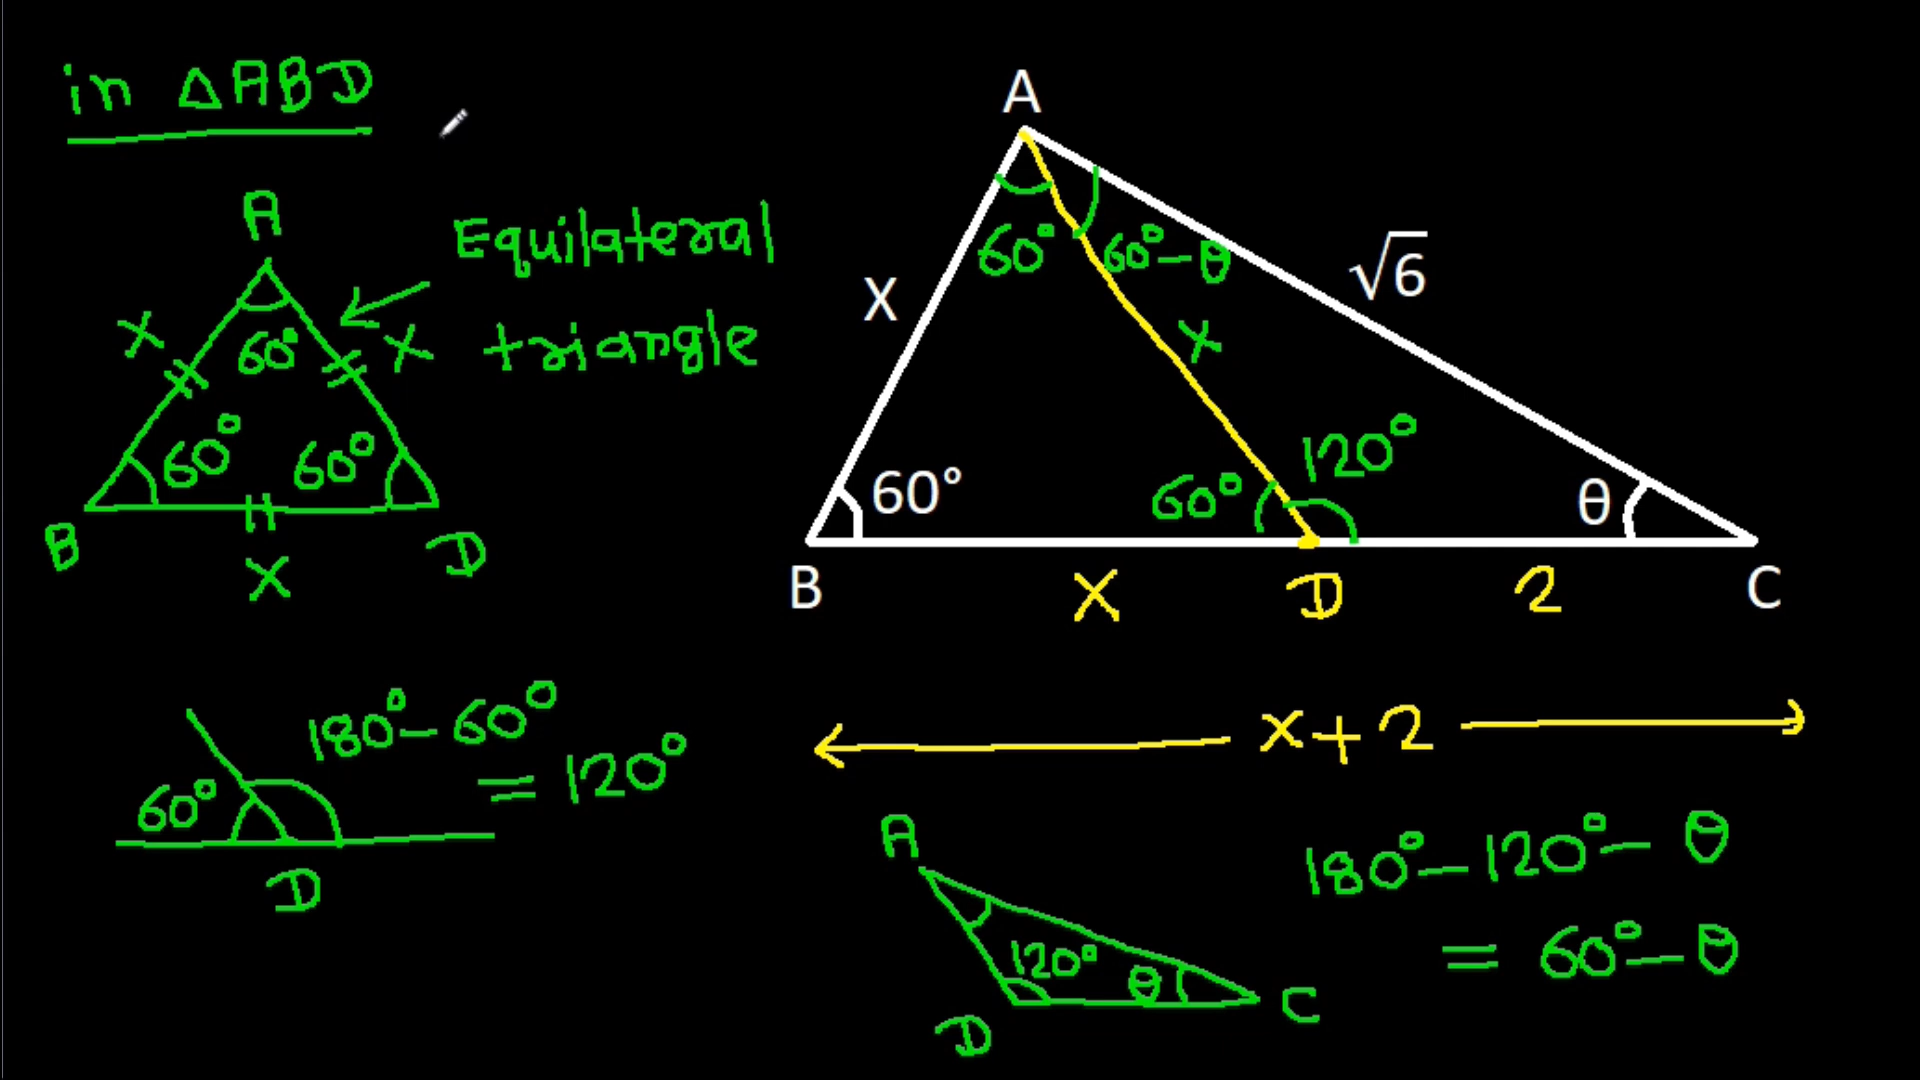 in △ABD
A
Equilateral
triangle
X
X
60°
60°
60°
B
X
D
180° - 60°
= 120°
60°
D
A
X
√6
60°
60° - θ
X
60°
60°
120°
θ
B
X
D
2
C
X + 2
A
120°
θ
D
C
180° - 120° - θ
= 60° - θ